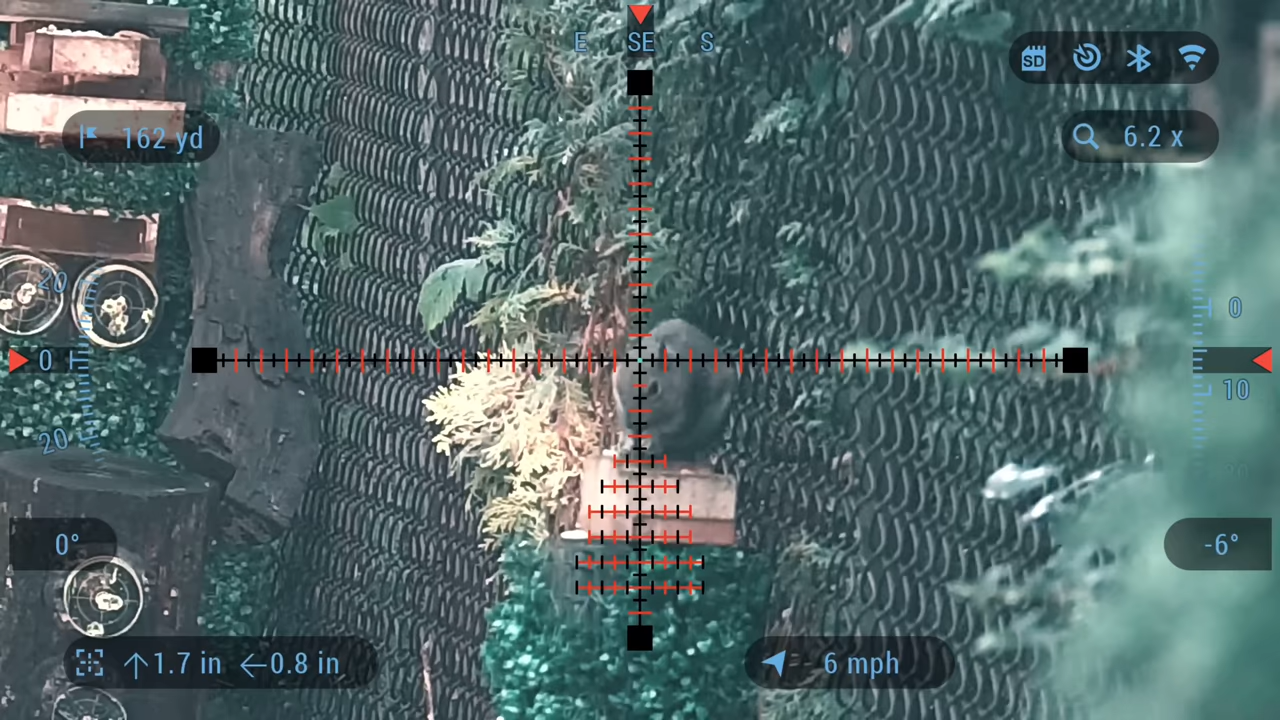 E SE S
SD
162 yd
6.2 x
20
0
0
10
20
0°
-6°
↑1.7 in ←0.8 in
6 mph